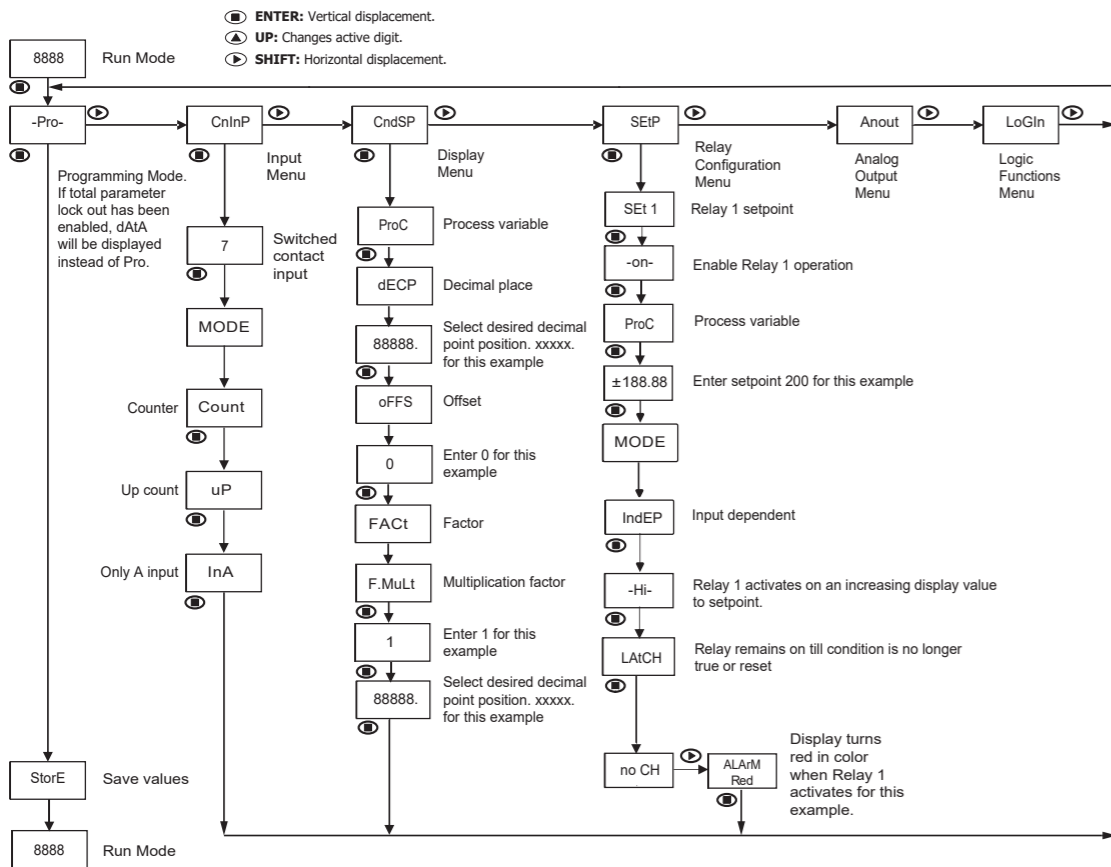 ENTER: Vertical displacement.
UP: Changes active digit.
SHIFT: Horizontal displacement.
8888
Run Mode
-Pro-
CnInP
CndSP
SEtP
Anout
LoGIn
Programming Mode.
If total parameter
lock out has been
enabled, dAtA
will be displayed
instead of Pro.
Input
Menu
7
Switched
contact
input
MODE
Counter
Count
Up count
uP
Only A input
InA
Display
Menu
ProC
Process variable
dECP
Decimal place
88888.
Select desired decimal
point position. xxxxx.
for this example
oFFS
Offset
0
Enter 0 for this
example
FACt
Factor
F.MuLt
Multiplication factor
1
Enter 1 for this
example
88888.
Select desired decimal
point position. xxxxx.
for this example
Relay
Configuration
Menu
SEt 1
Relay 1 setpoint
-on-
Enable Relay 1 operation
ProC
Process variable
±188.88
Enter setpoint 200 for this example
MODE
IndEP
Input dependent
-Hi-
Relay 1 activates on an increasing display value
to setpoint.
LAtCH
Relay remains on till condition is no longer
true or reset
no CH
ALArM
Red
Display turns
red in color
when Relay 1
activates for this
example.
Analog
Output
Menu
Logic
Functions
Menu
StorE
Save values
8888
Run Mode